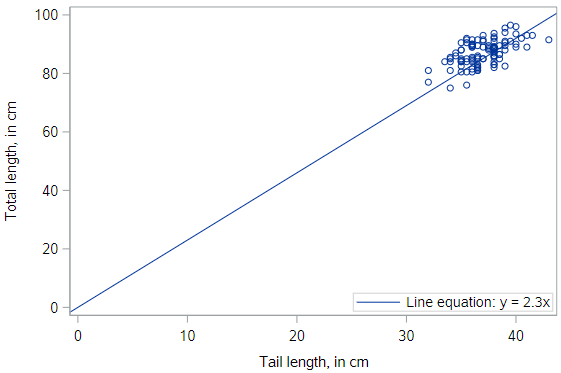 Total length, in cm
100
80
60
40
20
0
Line equation: y = 2.3x
0 10 20 30 40
Tail length, in cm